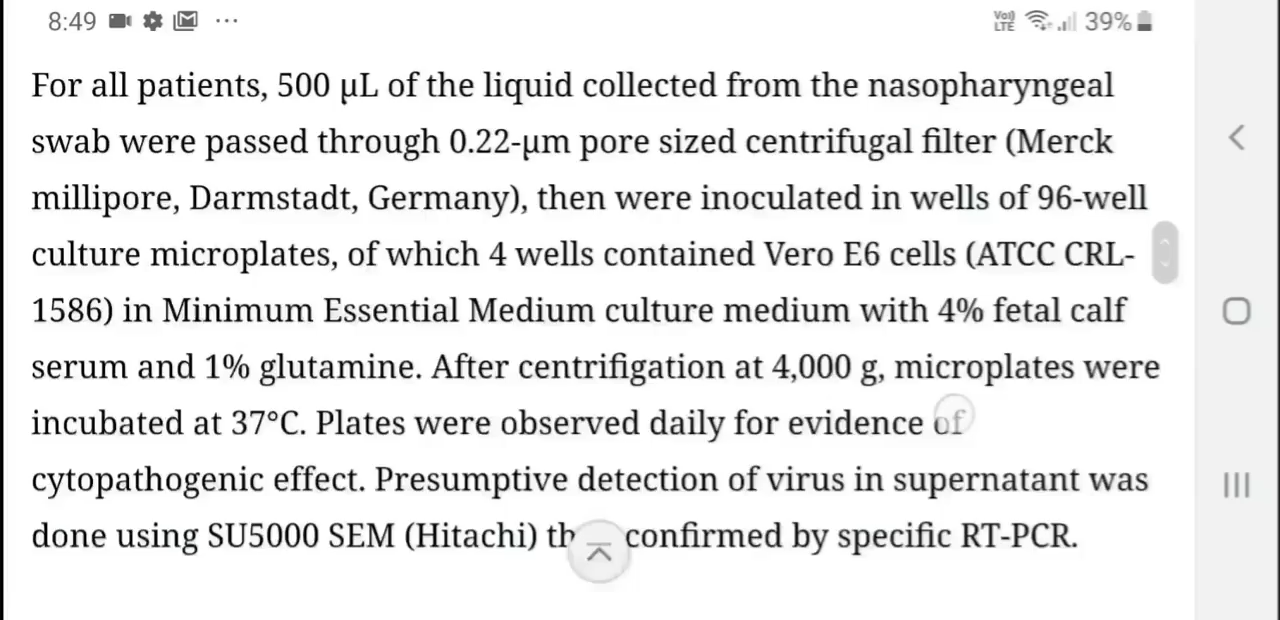 8:49 ... Vo)) LTE 39%
For all patients, 500 µL of the liquid collected from the nasopharyngeal
swab were passed through 0.22-µm pore sized centrifugal filter (Merck
millipore, Darmstadt, Germany), then were inoculated in wells of 96-well
culture microplates, of which 4 wells contained Vero E6 cells (ATCC CRL-
1586) in Minimum Essential Medium culture medium with 4% fetal calf
serum and 1% glutamine. After centrifigation at 4,000 g, microplates were
incubated at 37°C. Plates were observed daily for evidence of
cytopathogenic effect. Presumptive detection of virus in supernatant was
done using SU5000 SEM (Hitachi) confirmed by specific RT-PCR.